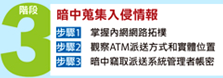 階段
3
暗中蒐集入侵情報
步驟1 掌握內網網路拓樸
步驟2 觀察ATM派送方式和實體位置
步驟3 暗中竊取派送系統管理者帳密